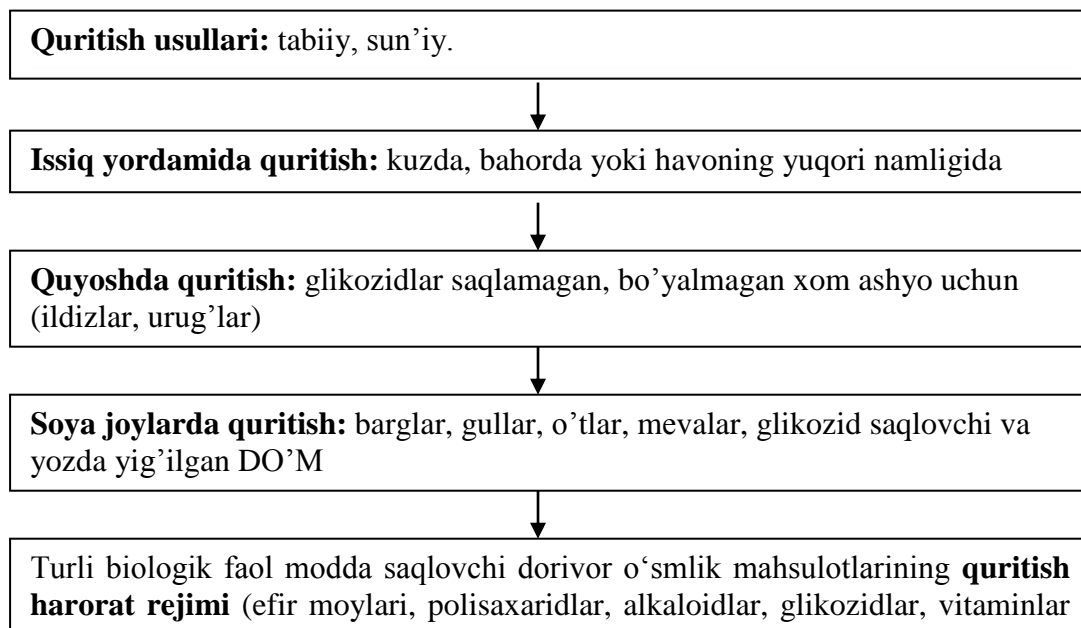 Quritish usullari: tabiiy, sun’iy.
Issiq yordamida quritish: kuzda, bahorda yoki havoning yuqori namligida
Quyoshda quritish: glikozidlar saqlamagan, bo’yalmagan xom ashyo uchun
(ildizlar, urug’lar)
Soya joylarda quritish: barglar, gullar, o’tlar, mevalar, glikozid saqlovchi va
yozda yig’ilgan DO’M
Turli biologik faol modda saqlovchi dorivor o‘smlik mahsulotlarining quritish
harorat rejimi (efir moylari, polisaxaridlar, alkaloidlar, glikozidlar, vitaminlar